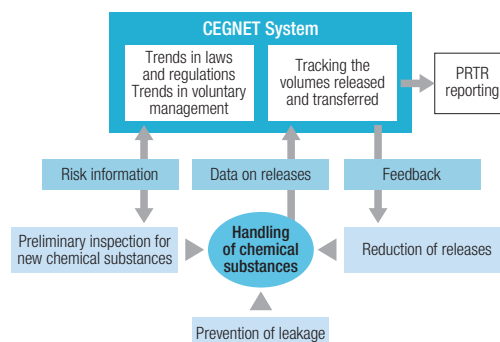 CEGNET System
Trends in laws
and regulations
Trends in voluntary
management
Tracking the
volumes released
and transferred
PRTR
reporting
Risk information
Data on releases
Feedback
Preliminary inspection for
new chemical substances
Handling
of chemical
substances
Reduction of releases
Prevention of leakage